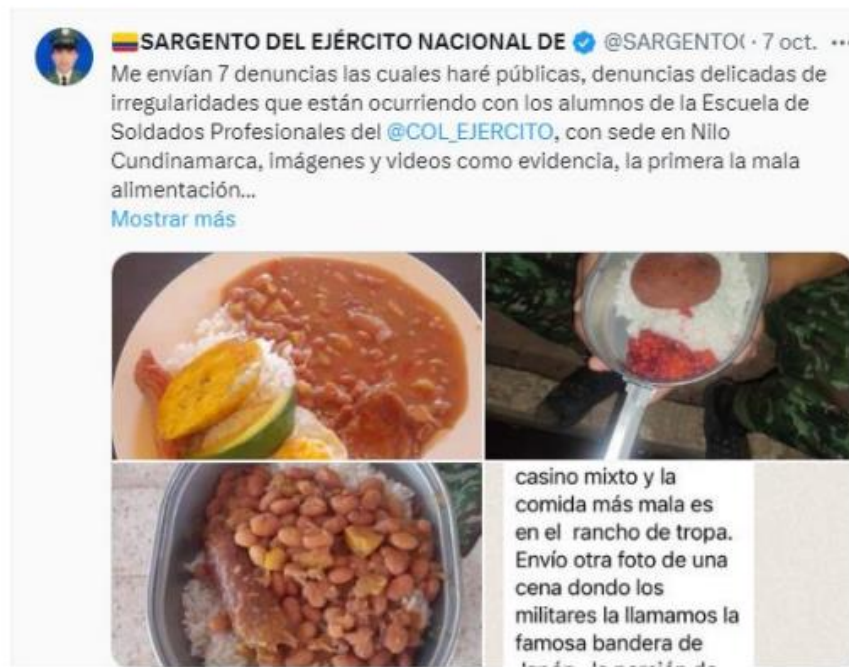 SARGENTO DEL EJÉRCITO NACIONAL DE @SARGENTO( · 7 oct. ...
Me envían 7 denuncias las cuales haré públicas, denuncias delicadas de
irregularidades que están ocurriendo con los alumnos de la Escuela de
Soldados Profesionales del @COL_EJERCITO, con sede en Nilo
Cundinamarca, imágenes y videos como evidencia, la primera la mala
alimentación...
Mostrar más
casino mixto y la
comida más mala es
en el rancho de tropa.
Envío otra foto de una
cena dondo los
militares la llamamos la
famosa bandera de